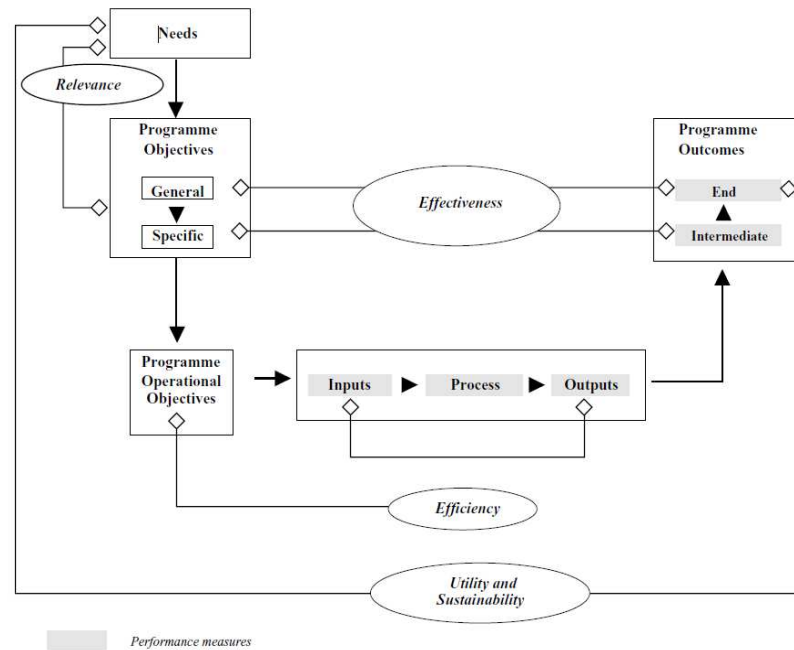 Needs
Relevance
Programme
Objectives
General
Specific
Effectiveness
Programme
Outcomes
End
Intermediate
Programme
Operational
Objectives
Inputs
Process
Outputs
Efficiency
Utility and
Sustainability
Performance measures